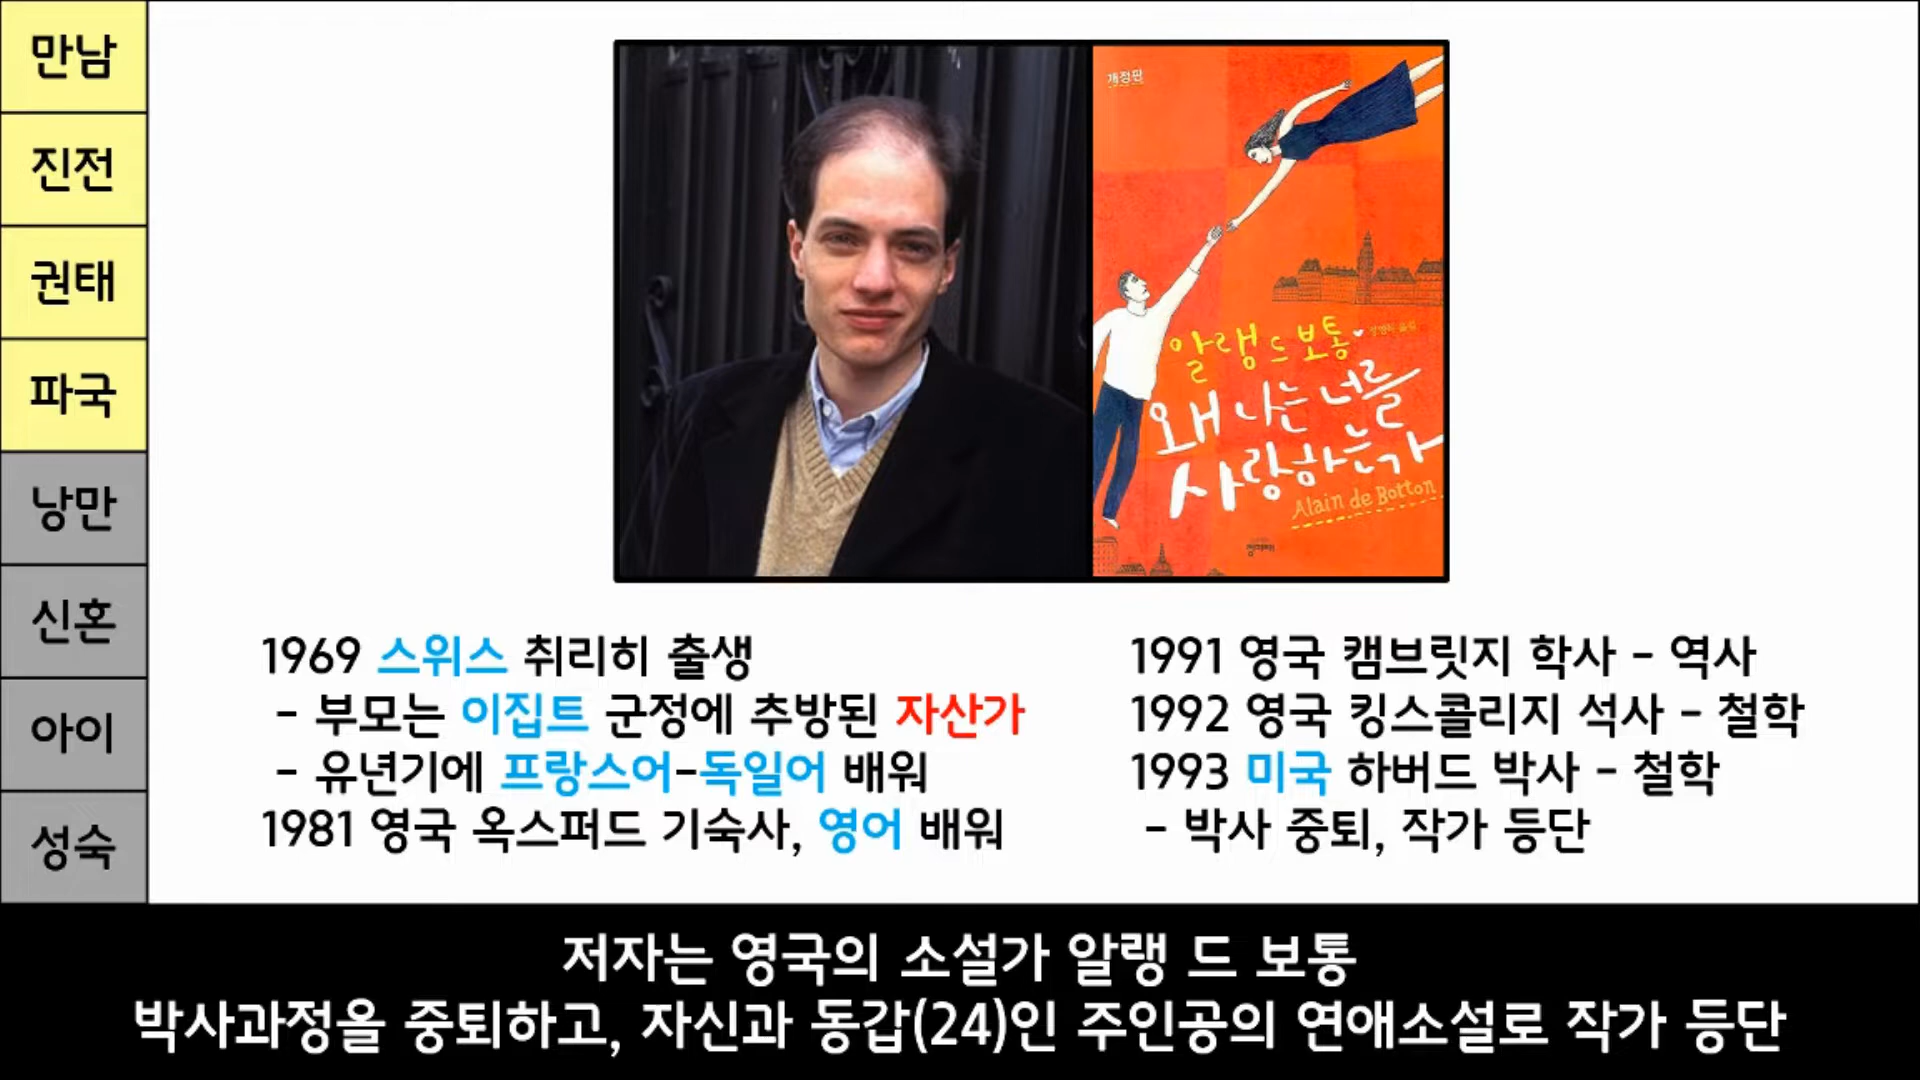 만남
진전
권태
파국
낭만
신혼
아이
성숙
개정판
알랭 드 보통
왜 나는 너를
사랑하는가
Alain de Botton
1969 스위스 취리히 출생
- 부모는 이집트 군정에 추방된 자산가
- 유년기에 프랑스어-독일어 배워
1981 영국 옥스퍼드 기숙사, 영어 배워
1991 영국 캠브릿지 학사 - 역사
1992 영국 킹스콜리지 석사 - 철학
1993 미국 하버드 박사 - 철학
- 박사 중퇴, 작가 등단
저자는 영국의 소설가 알랭 드 보통
박사과정을 중퇴하고, 자신과 동갑(24)인 주인공의 연애소설로 작가 등단